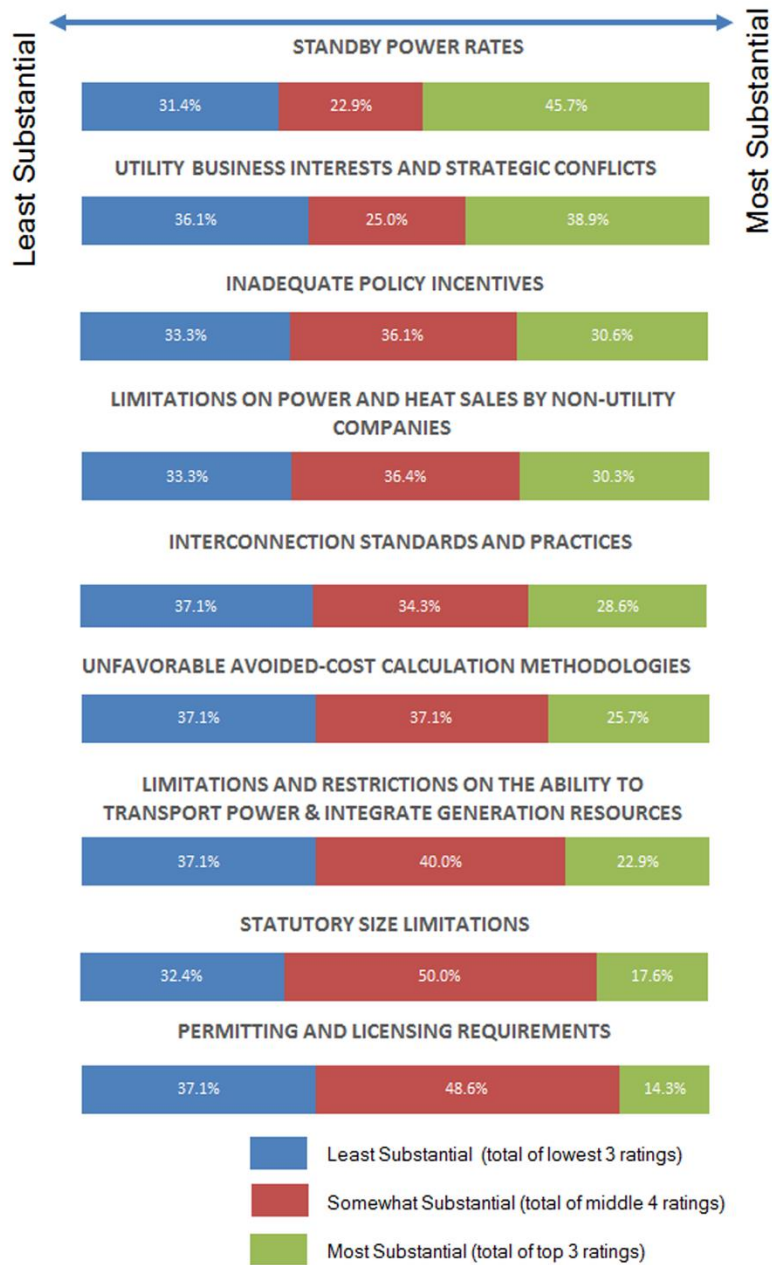 Least Substantial
Most Substantial
STANDBY POWER RATES
31.4% 22.9% 45.7%
UTILITY BUSINESS INTERESTS AND STRATEGIC CONFLICTS
36.1% 25.0% 38.9%
INADEQUATE POLICY INCENTIVES
33.3% 36.1% 30.6%
LIMITATIONS ON POWER AND HEAT SALES BY NON-UTILITY
COMPANIES
33.3% 36.4% 30.3%
INTERCONNECTION STANDARDS AND PRACTICES
37.1% 34.3% 28.6%
UNFAVORABLE AVOIDED-COST CALCULATION METHODOLOGIES
37.1% 37.1% 25.7%
LIMITATIONS AND RESTRICTIONS ON THE ABILITY TO
TRANSPORT POWER & INTEGRATE GENERATION RESOURCES
37.1% 40.0% 22.9%
STATUTORY SIZE LIMITATIONS
32.4% 50.0% 17.6%
PERMITTING AND LICENSING REQUIREMENTS
37.1% 48.6% 14.3%
Least Substantial (total of lowest 3 ratings)
Somewhat Substantial (total of middle 4 ratings)
Most Substantial (total of top 3 ratings)